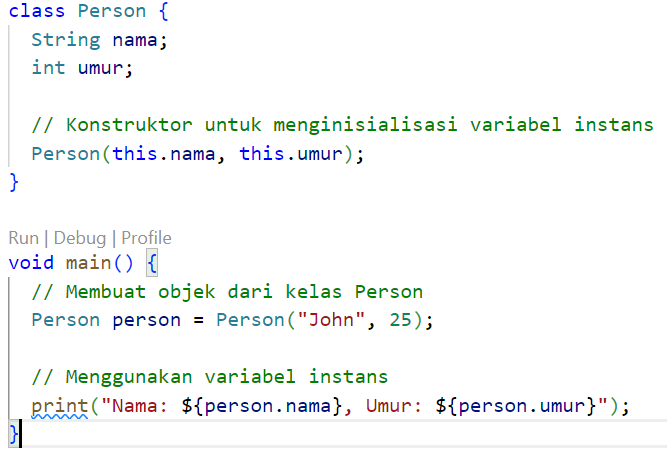 class Person {
String nama;
int umur;
// Konstruktor untuk menginisialisasi variabel instans
Person(this.nama, this.umur);
}
Run | Debug | Profile
void main() {
// Membuat objek dari kelas Person
Person person = Person("John", 25);
// Menggunakan variabel instans
print("Nama: ${person.nama}, Umur: ${person.umur}");
}